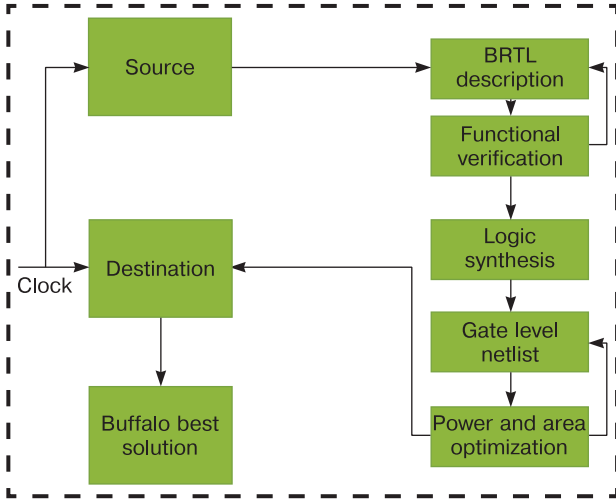 Source
BRTL
description
Functional
verification
Logic
synthesis
Clock
Destination
Gate level
netlist
Buffalo best
solution
Power and area
optimization